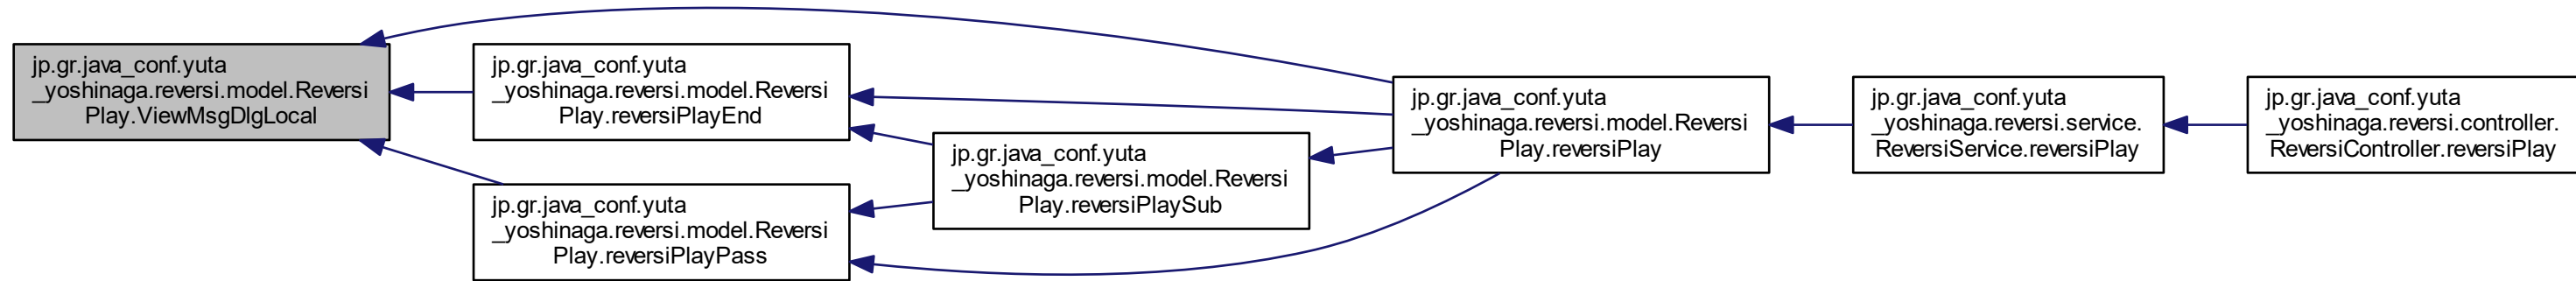 jp.gr.java_conf.yuta
_yoshinaga.reversi.model.Reversi
Play.ViewMsgDlgLocal
jp.gr.java_conf.yuta
_yoshinaga.reversi.model.Reversi
Play.reversiPlayEnd
jp.gr.java_conf.yuta
_yoshinaga.reversi.model.Reversi
Play.reversiPlayPass
jp.gr.java_conf.yuta
_yoshinaga.reversi.model.Reversi
Play.reversiPlaySub
jp.gr.java_conf.yuta
_yoshinaga.reversi.model.Reversi
Play.reversiPlay
jp.gr.java_conf.yuta
_yoshinaga.reversi.service.
ReversiService.reversiPlay
jp.gr.java_conf.yuta
_yoshinaga.reversi.controller.
ReversiController.reversiPlay